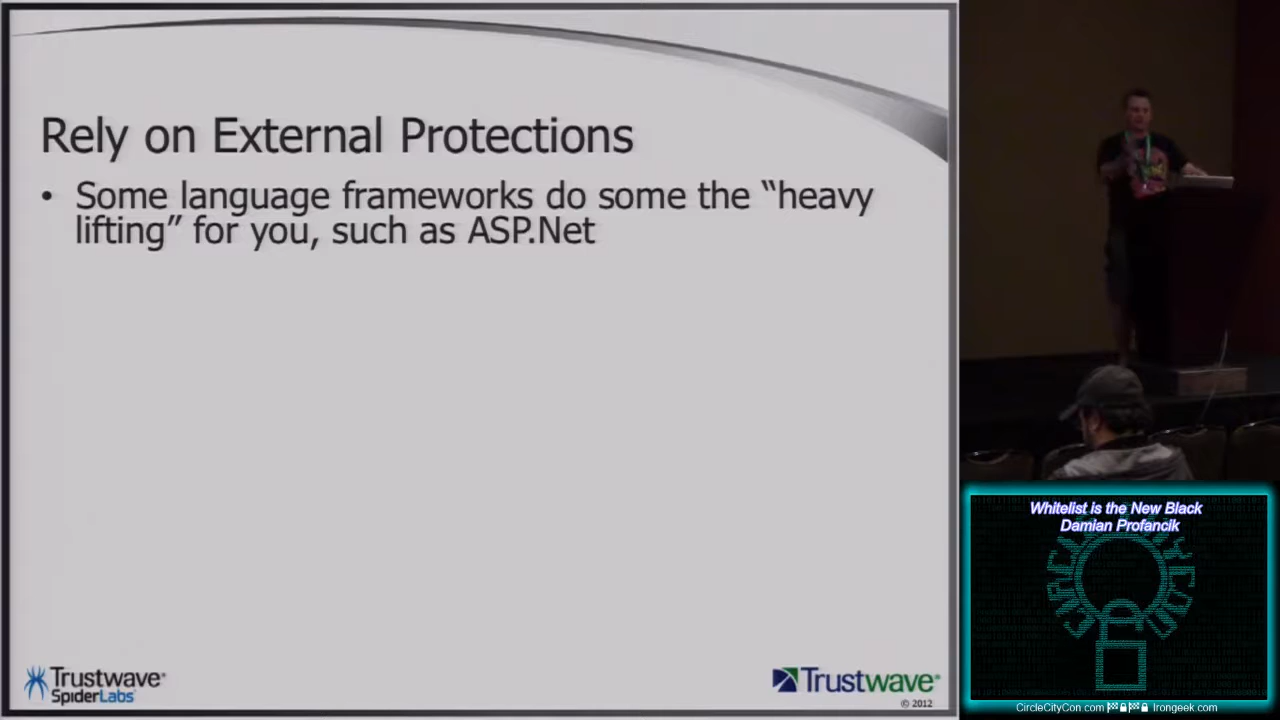 Rely on External Protections
• Some language frameworks do some the “heavy
lifting” for you, such as ASP.Net
Trustwave®
SpiderLabs®
Trustwave®
© 2012
Whitelist is the New Black
Damian Profancik
CircleCityCon.com Irongeek.com